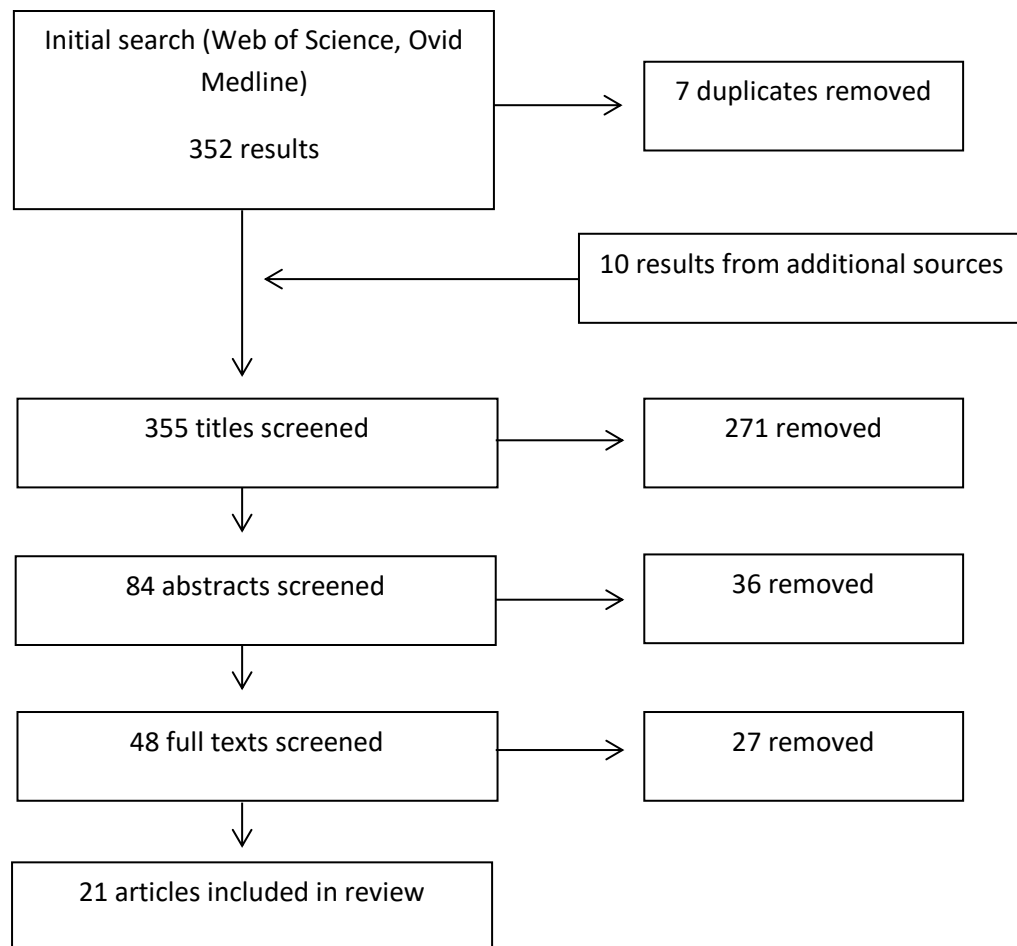 Initial search (Web of Science, Ovid
Medline)
352 results
7 duplicates removed
10 results from additional sources
355 titles screened
271 removed
84 abstracts screened
36 removed
48 full texts screened
27 removed
21 articles included in review